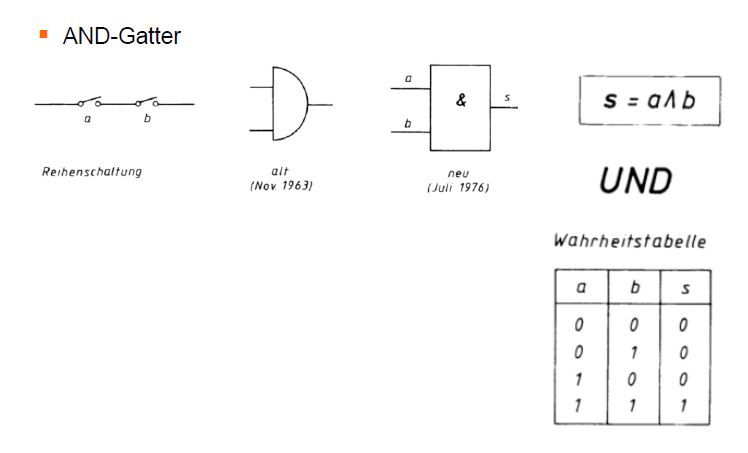 AND-Gatter
a b
Reihenschaltung
alt
(Nov. 1963)
a
b
&
s
neu
(Juli 1976)
s = a∧b
UND
Wahrheitstabelle
a b s
0 0 0
0 1 0
1 0 0
1 1 1